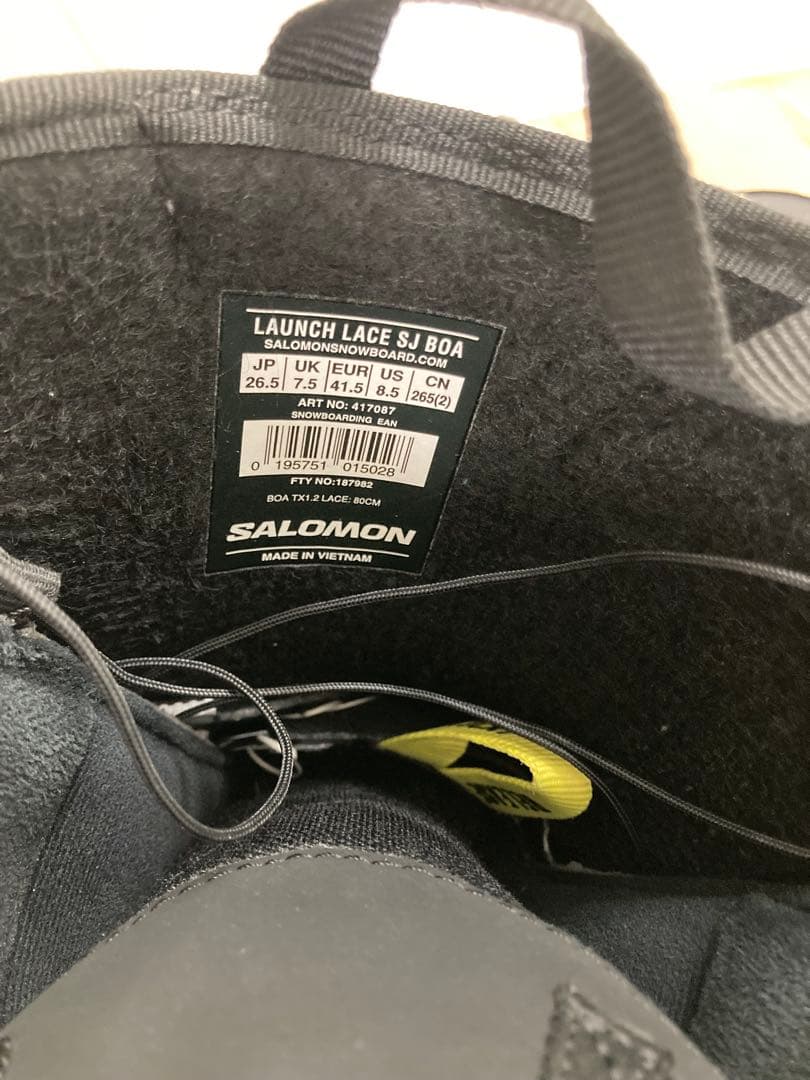 LAUNCH LACE SJ BOA
SALOMONSNOWBOARD.COM
JP UK EUR US CN
26.5 7.5 41.5 8.5 265(2)
ART NO: 417087
SNOWBOARDING EAN
0 195751 015028
FTY NO:187982
BOA TX1.2 LACE: 80CM
SALOMON
MADE IN VIETNAM